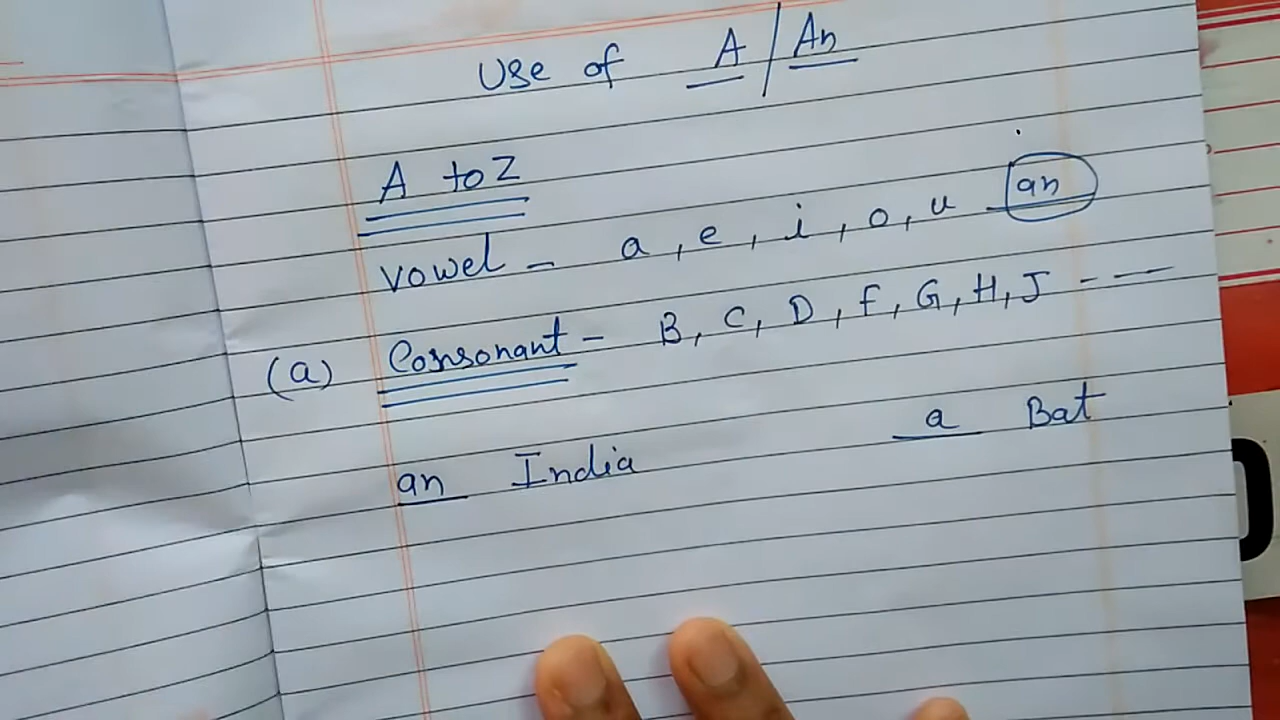 Use of A/An
A to Z
vowel - a, e, i, o, u an
(a) Consonant - B, C, D, F, G, H, J ---
an India a Bat